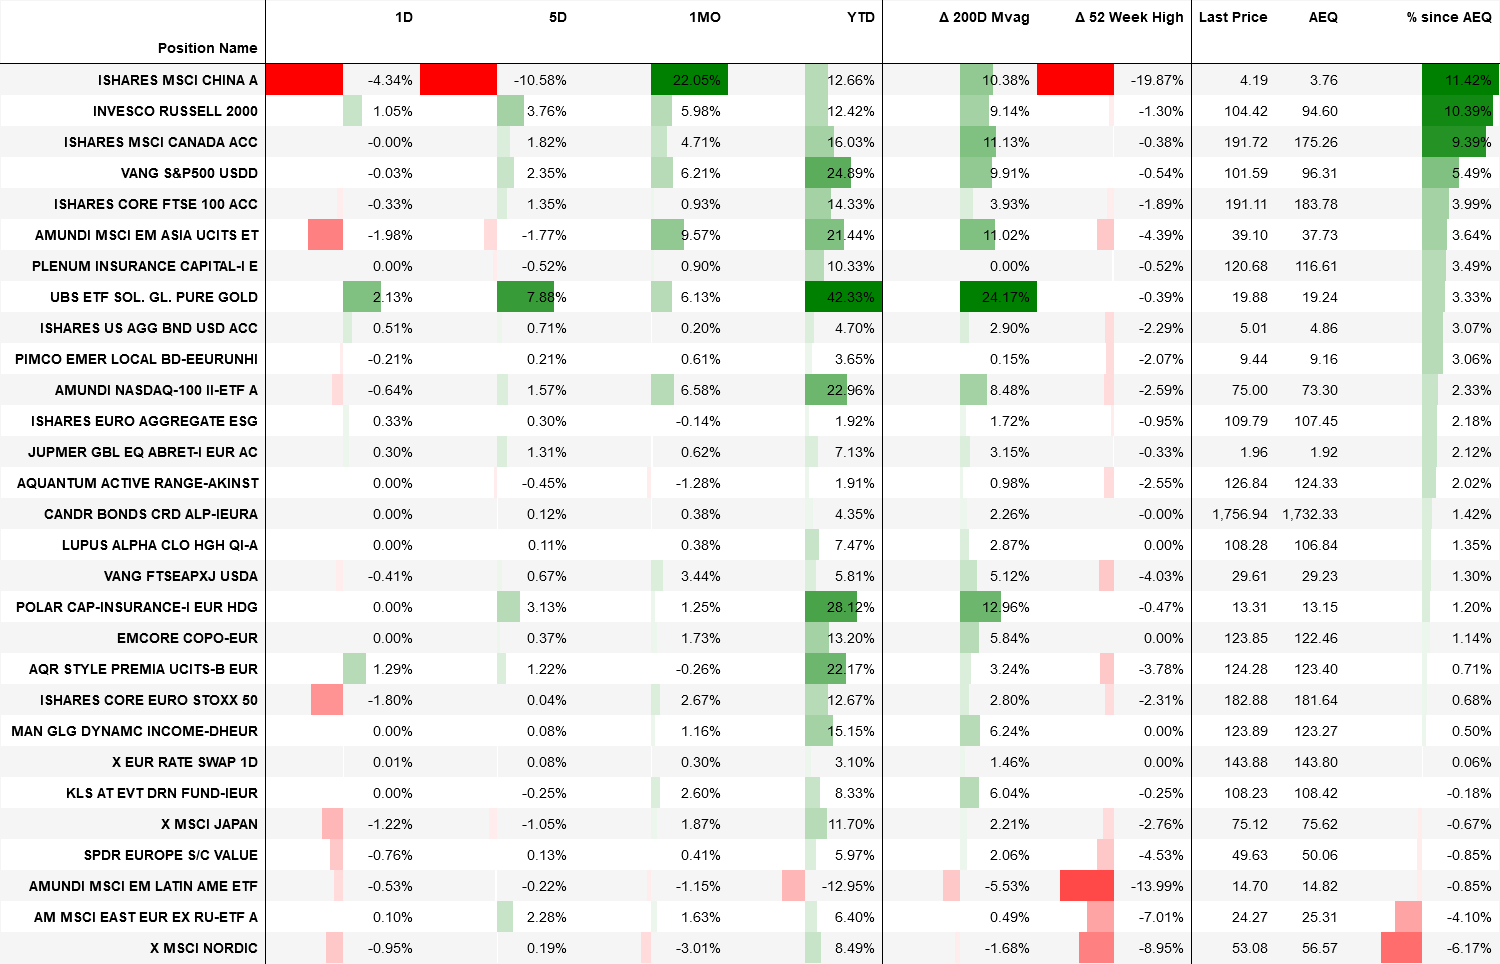 1D 5D 1MO YTD Δ 200D Mvag Δ 52 Week High Last Price AEQ % since AEQ
Position Name
ISHARES MSCI CHINA A -4.34% -10.58% 22.05% 12.66% 10.38% -19.87% 4.19 3.76 11.42%
INVESCO RUSSELL 2000 1.05% 3.76% 5.98% 12.42% 9.14% -1.30% 104.42 94.60 10.39%
ISHARES MSCI CANADA ACC -0.00% 1.82% 4.71% 16.03% 11.13% -0.38% 191.72 175.26 9.39%
VANG S&P500 USDD -0.03% 2.35% 6.21% 24.89% 9.91% -0.54% 101.59 96.31 5.49%
ISHARES CORE FTSE 100 ACC -0.33% 1.35% 0.93% 14.33% 3.93% -1.89% 191.11 183.78 3.99%
AMUNDI MSCI EM ASIA UCITS ET -1.98% -1.77% 9.57% 21.44% 11.02% -4.39% 39.10 37.73 3.64%
PLENUM INSURANCE CAPITAL-I E 0.00% -0.52% 0.90% 10.33% 0.00% -0.52% 120.68 116.61 3.49%
UBS ETF SOL. GL. PURE GOLD 2.13% 7.88% 6.13% 42.33% 24.17% -0.39% 19.88 19.24 3.33%
ISHARES US AGG BND USD ACC 0.51% 0.71% 0.20% 4.70% 2.90% -2.29% 5.01 4.86 3.07%
PIMCO EMER LOCAL BD-EEURUNHI -0.21% 0.21% 0.61% 3.65% 0.15% -2.07% 9.44 9.16 3.06%
AMUNDI NASDAQ-100 II-ETF A -0.64% 1.57% 6.58% 22.96% 8.48% -2.59% 75.00 73.30 2.33%
ISHARES EURO AGGREGATE ESG 0.33% 0.30% -0.14% 1.92% 1.72% -0.95% 109.79 107.45 2.18%
JUPMER GBL EQ ABRET-I EUR AC 0.30% 1.31% 0.62% 7.13% 3.15% -0.33% 1.96 1.92 2.12%
AQUANTUM ACTIVE RANGE-AKINST 0.00% -0.45% -1.28% 1.91% 0.98% -2.55% 126.84 124.33 2.02%
CANDR BONDS CRD ALP-IEURA 0.00% 0.12% 0.38% 4.35% 2.26% -0.00% 1,756.94 1,732.33 1.42%
LUPUS ALPHA CLO HGH QI-A 0.00% 0.11% 0.38% 7.47% 2.87% 0.00% 108.28 106.84 1.35%
VANG FTSEAPXJ USDA -0.41% 0.67% 3.44% 5.81% 5.12% -4.03% 29.61 29.23 1.30%
POLAR CAP-INSURANCE-I EUR HDG 0.00% 3.13% 1.25% 28.12% 12.96% -0.47% 13.31 13.15 1.20%
EMCORE COPO-EUR 0.00% 0.37% 1.73% 13.20% 5.84% 0.00% 123.85 122.46 1.14%
AQR STYLE PREMIA UCITS-B EUR 1.29% 1.22% -0.26% 22.17% 3.24% -3.78% 124.28 123.40 0.71%
ISHARES CORE EURO STOXX 50 -1.80% 0.04% 2.67% 12.67% 2.80% -2.31% 182.88 181.64 0.68%
MAN GLG DYNAMC INCOME-DHEUR 0.00% 0.08% 1.16% 15.15% 6.24% 0.00% 123.89 123.27 0.50%
X EUR RATE SWAP 1D 0.01% 0.08% 0.30% 3.10% 1.46% 0.00% 143.88 143.80 0.06%
KLS AT EVT DRN FUND-IEUR 0.00% -0.25% 2.60% 8.33% 6.04% -0.25% 108.23 108.42 -0.18%
X MSCI JAPAN -1.22% -1.05% 1.87% 11.70% 2.21% -2.76% 75.12 75.62 -0.67%
SPDR EUROPE S/C VALUE -0.76% 0.13% 0.41% 5.97% 2.06% -4.53% 49.63 50.06 -0.85%
AMUNDI MSCI EM LATIN AME ETF -0.53% -0.22% -1.15% -12.95% -5.53% -13.99% 14.70 14.82 -0.85%
AM MSCI EAST EUR EX RU-ETF A 0.10% 2.28% 1.63% 6.40% 0.49% -7.01% 24.27 25.31 -4.10%
X MSCI NORDIC -0.95% 0.19% -3.01% 8.49% -1.68% -8.95% 53.08 56.57 -6.17%